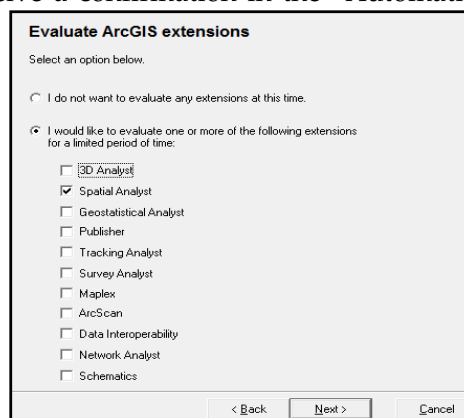 Evaluate ArcGIS extensions
Select an option below.
I do not want to evaluate any extensions at this time.
I would like to evaluate one or more of the following extensions
for a limited period of time:
3D Analyst
Spatial Analyst
Geostatistical Analyst
Publisher
Tracking Analyst
Survey Analyst
Maplex
ArcScan
Data Interoperability
Network Analyst
Schematics
< Back Next > Cancel